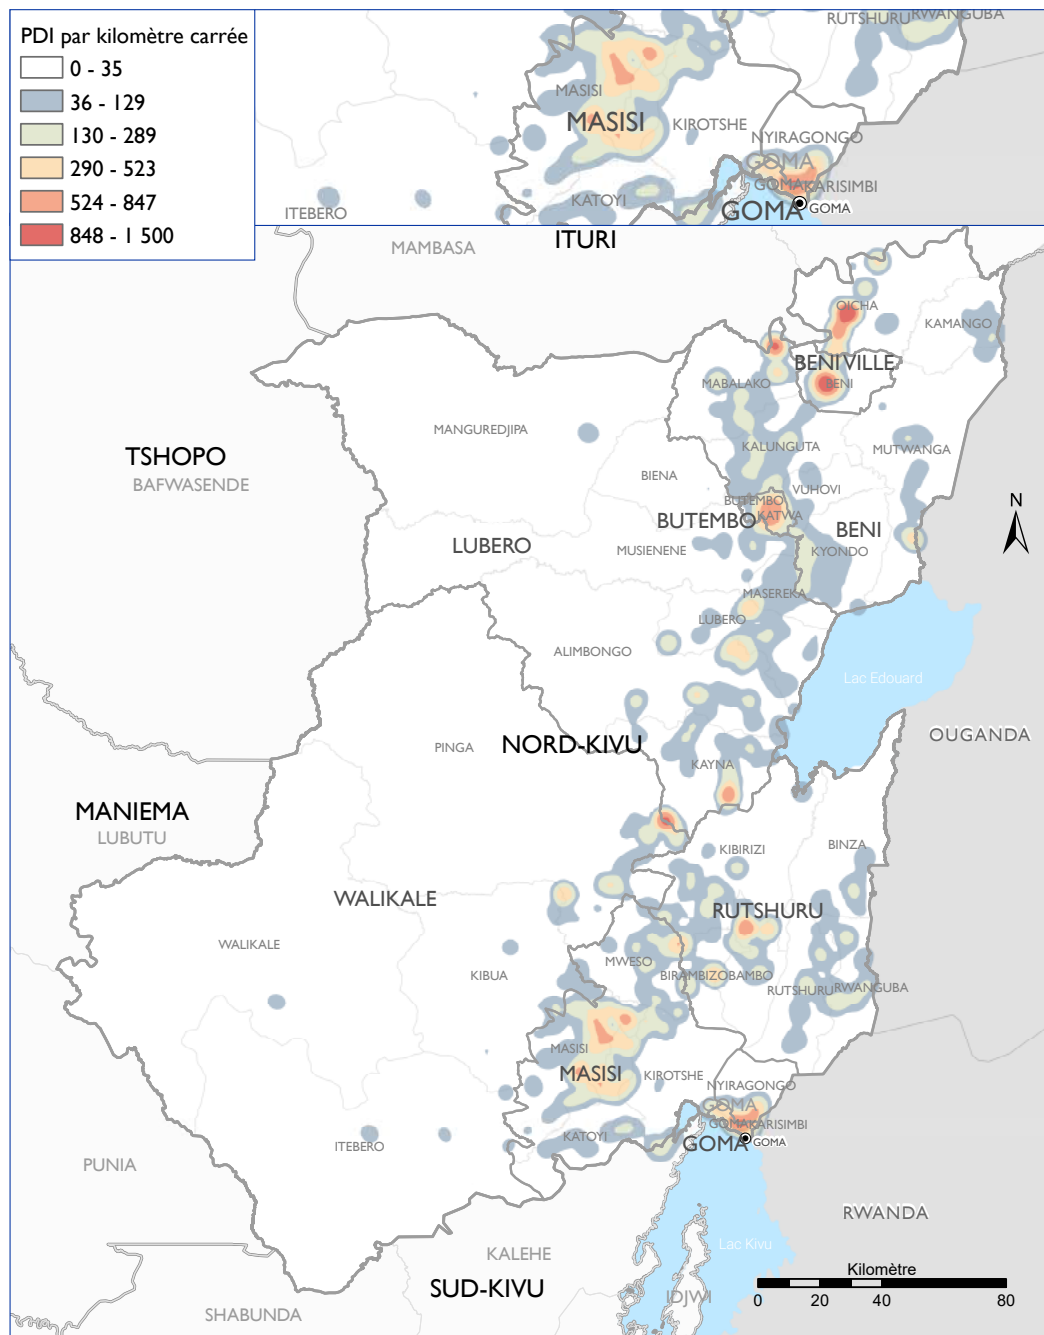 PDI par kilomètre carrée
0 - 35
36 - 129
130 - 289
290 - 523
524 - 847
848 - 1 500
RUTSHURU
RWANGUBA
MASISI
MASISI
KIROTSHE
NYIRAGONGO
GOMA
GOMA
KARISIMBI
KATOYI
ITEBERO
GOMA
GOMA
ITURI
MAMBASA
OICHA
KAMANGO
BENI VILLE
MABALAKO
BENI
MANGUREDJIPA
KALUNGUTA
MUTWANGA
TSHOPO
BAFWASENDE
BIENA
VUHOVI
BUTEMBO
KATWA
BUTEMBO
BENI
N
LUBERO
MUSIENENE
KYONDO
MASEREKA
LUBERO
ALIMBONGO
Lac Edouard
OUGANDA
PINGA
NORD-KIVU
KAYNA
MANIEMA
LUBUTU
KIBIRIZI
BINZA
WALIKALE
RUTSHURU
WALIKALE
KIBUA
MWESO
BIRAMBIZO
BAMBO
RUTSHURU
RWANGUBA
MASISI
MASISI
KIROTSHE
NYIRAGONGO
GOMA
GOMA
KARISIMBI
KATOYI
ITEBERO
GOMA
GOMA
PUNIA
RWANDA
KALEHE
Lac Kivu
SUD-KIVU
IDJWI
SHABUNDA
Kilomètre
0 20 40 80